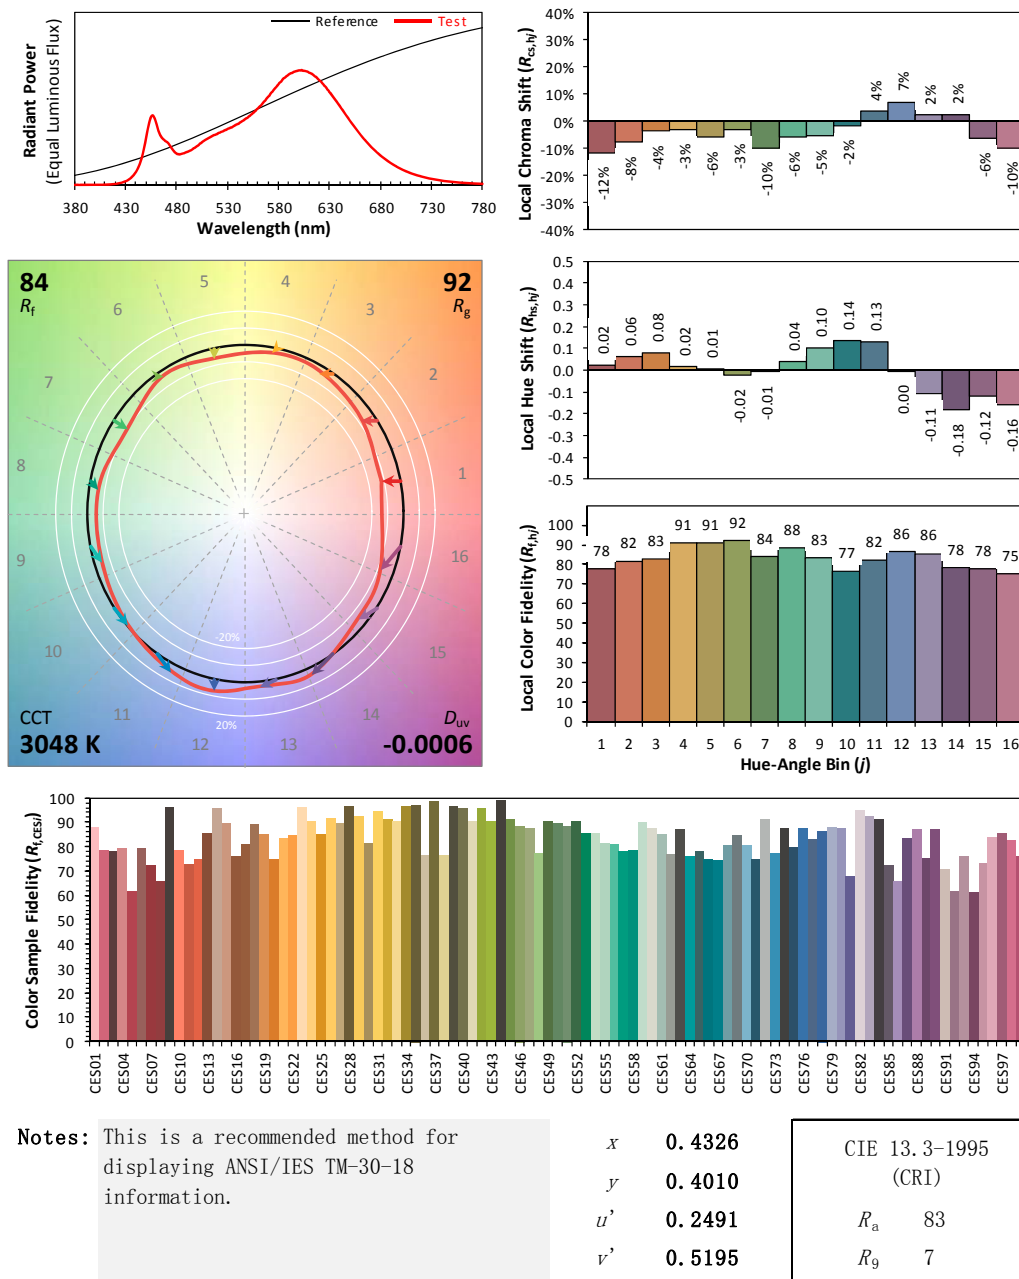 Reference
Test
Radiant Power
(Equal Luminous Flux)
380 430 480 530 580 630 680 730 780
Wavelength (nm)
Local Chroma Shift (Rcs,hj)
40%
30%
20%
10%
0%
-10%
-20%
-30%
-40%
-12% -8% -4% -3% -6% -3% -10% -6% -5% -2% 4% 7% 2% 2% -6% -10%
84
Rf
92
Rg
5 4
6 3
7 2
8 1
9 16
10 15
11 14
12 13
-20%
20%
CCT
3048 K
Duv
-0.0006
Local Hue Shift (Rhs,hj)
0.5
0.4
0.3
0.2
0.1
0.0
-0.1
-0.2
-0.3
-0.4
-0.5
0.02 0.06 0.08 0.02 0.01 -0.02 -0.01 0.04 0.10 0.14 0.13 0.00 -0.11 -0.18 -0.12 -0.16
Local Color Fidelity (Rf,hj)
100
90
80
70
60
50
40
30
20
10
0
78 82 83 91 91 92 84 88 83 77 82 86 86 78 78 75
1 2 3 4 5 6 7 8 9 10 11 12 13 14 15 16
Hue-Angle Bin (j)
Color Sample Fidelity (Rf,CESi)
100
90
80
70
60
50
40
30
20
10
0
CES01 CES04 CES07 CES10 CES13 CES16 CES19 CES22 CES25 CES28 CES31 CES34 CES37 CES40 CES43 CES46 CES49 CES52 CES55 CES58 CES61 CES64 CES67 CES70 CES73 CES76 CES79 CES82 CES85 CES88 CES91 CES94 CES97
Notes: This is a recommended method for
displaying ANSI/IES TM-30-18
information.
x 0.4326
y 0.4010
u' 0.2491
v' 0.5195
CIE 13.3-1995
(CRI)
Ra 83
R9 7